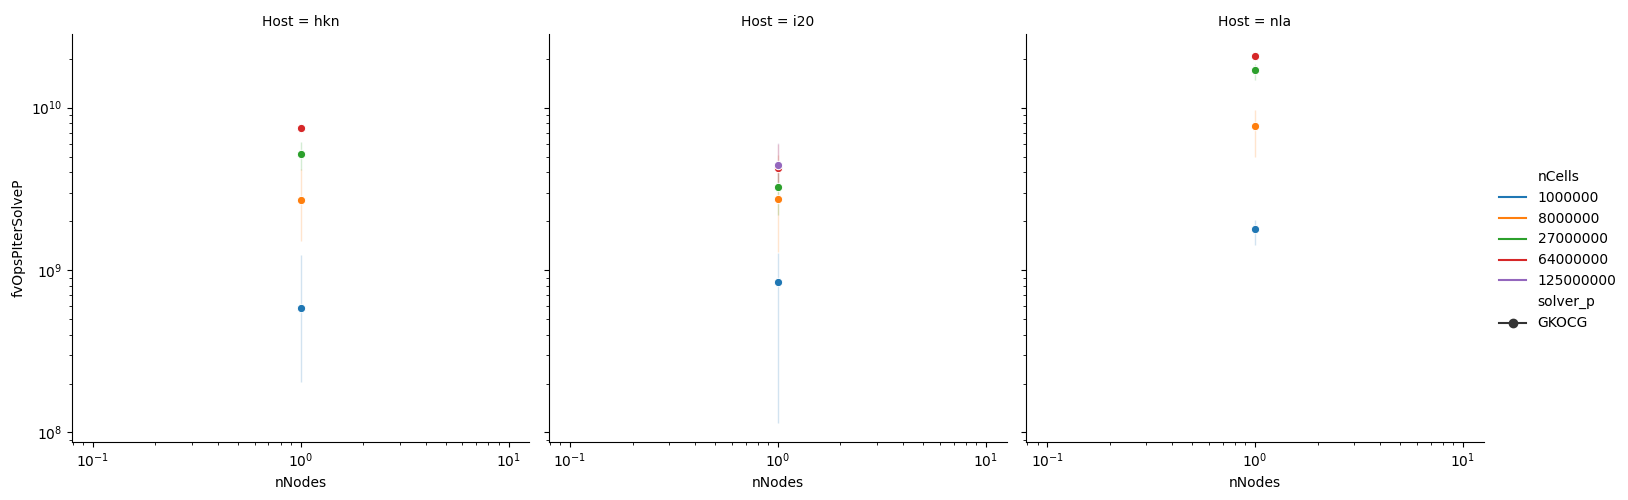 Host = hkn
Host = i20
Host = nla
fvOpsPIterSolveP
10^10
10^9
10^8
10^-1
10^0
10^1
nNodes
10^-1
10^0
10^1
nNodes
10^-1
10^0
10^1
nNodes
nCells
1000000
8000000
27000000
64000000
125000000
solver_p
GKOCG